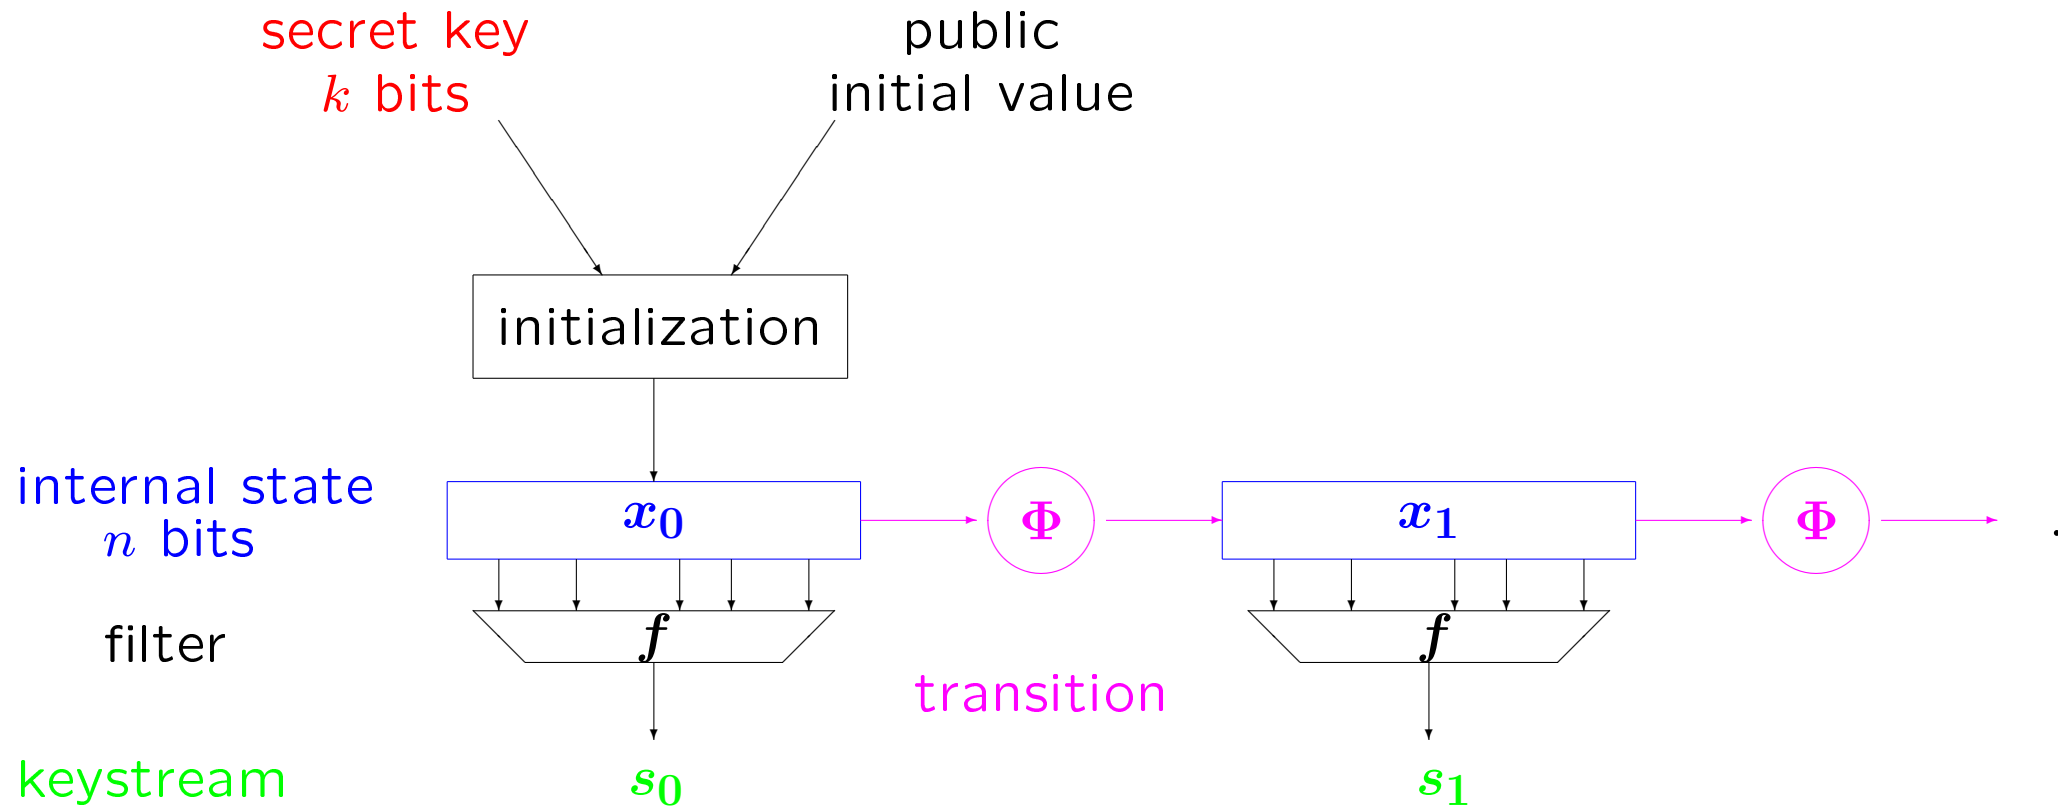 secret key
k bits
public
initial value
initialization
internal state
n bits
x₀
Φ
x₁
Φ
.
filter
f
f
transition
keystream
s₀
s₁